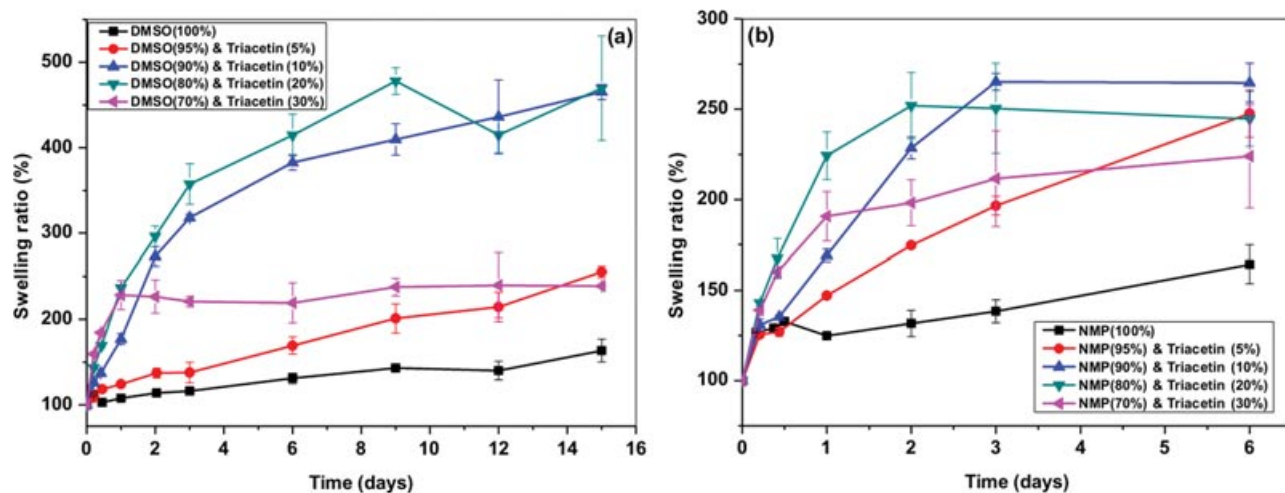 DMSO(100%)
DMSO(95%) & Triacetin (5%)
DMSO(90%) & Triacetin (10%)
DMSO(80%) & Triacetin (20%)
DMSO(70%) & Triacetin (30%)
(a)
Swelling ratio (%)
500
400
300
200
100
0 2 4 6 8 10 12 14 16
Time (days)
(b)
Swelling ratio (%)
300
250
200
150
100
NMP(100%)
NMP(95%) & Triacetin (5%)
NMP(90%) & Triacetin (10%)
NMP(80%) & Triacetin (20%)
NMP(70%) & Triacetin (30%)
0 1 2 3 4 5 6
Time (days)